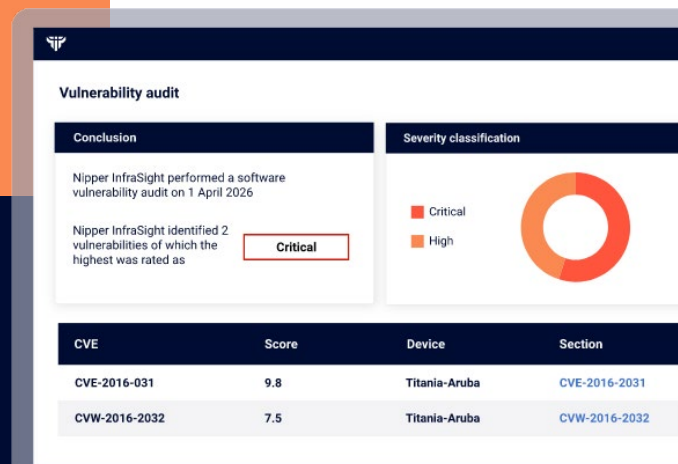 Vulnerability audit
Conclusion
Nipper InfraSight performed a software
vulnerability audit on 1 April 2026
Nipper InfraSight identified 2
vulnerabilities of which the
highest was rated as
Critical
Severity classification
Critical
High
CVE Score Device Section
CVE-2016-031 9.8 Titania-Aruba CVE-2016-2031
CVW-2016-2032 7.5 Titania-Aruba CVW-2016-2032